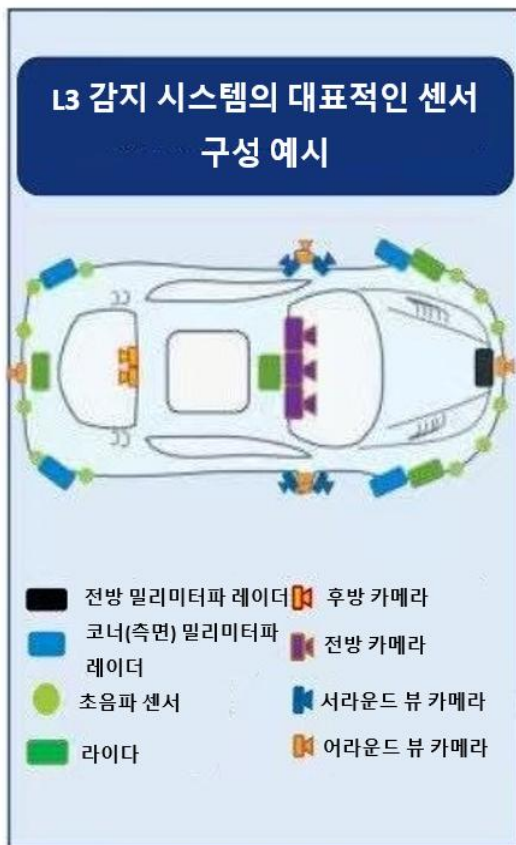 L3 감지 시스템의 대표적인 센서
구성 예시
전방 밀리미터파 레이더
코너(측면) 밀리미터파
레이더
초음파 센서
라이다
후방 카메라
전방 카메라
서라운드 뷰 카메라
어라운드 뷰 카메라